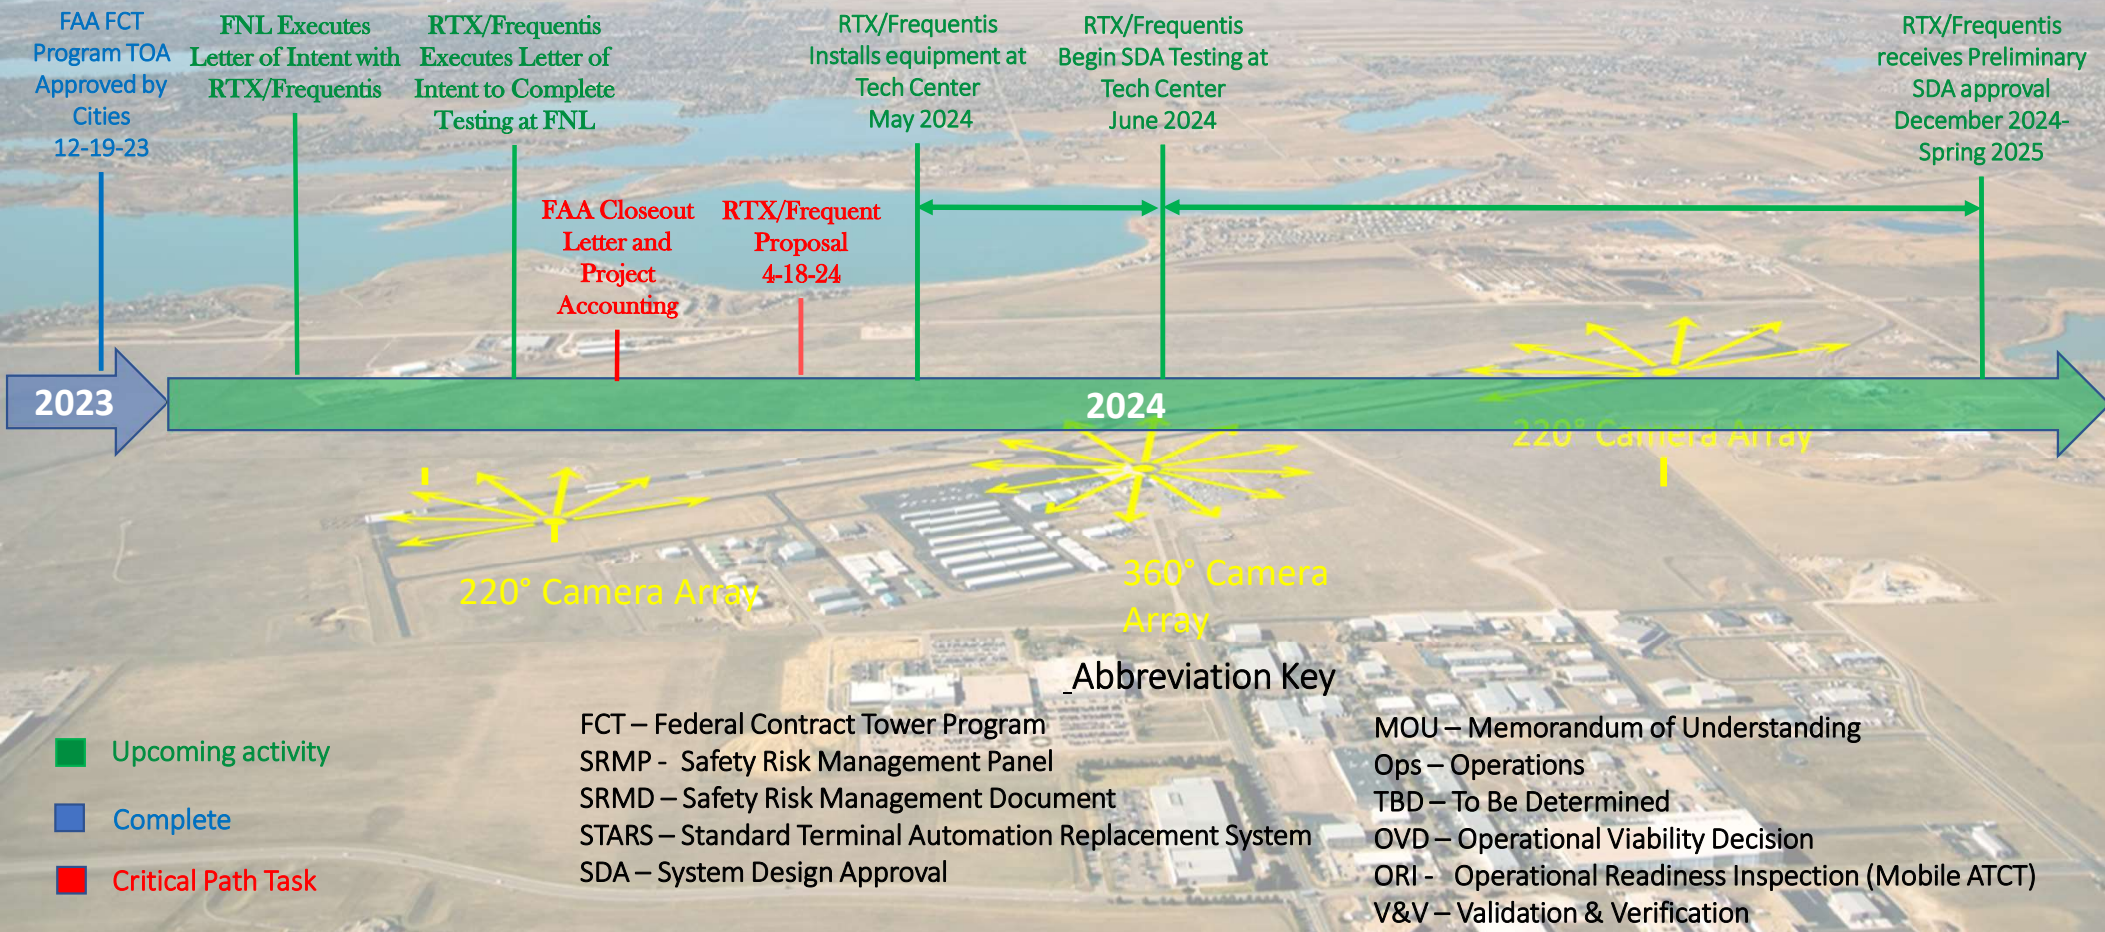 FAA FCT
Program TOA
Approved by
Cities
12-19-23
FNL Executes
Letter of Intent with
RTX/Frequentis
RTX/Frequentis
Executes Letter of
Intent to Complete
Testing at FNL
FAA Closeout
Letter and
Project
Accounting
RTX/Frequent
Proposal
4-18-24
RTX/Frequentis
Installs equipment at
Tech Center
May 2024
RTX/Frequentis
Begin SDA Testing at
Tech Center
June 2024
RTX/Frequentis
receives Preliminary
SDA approval
December 2024-
Spring 2025
2023
2024
220° Camera Array
220° Camera Array
360° Camera
Array
Abbreviation Key
Upcoming activity
Complete
Critical Path Task
FCT – Federal Contract Tower Program
SRMP - Safety Risk Management Panel
SRMD – Safety Risk Management Document
STARS – Standard Terminal Automation Replacement System
SDA – System Design Approval
MOU – Memorandum of Understanding
Ops – Operations
TBD – To Be Determined
OVD – Operational Viability Decision
ORI - Operational Readiness Inspection (Mobile ATCT)
V&V – Validation & Verification